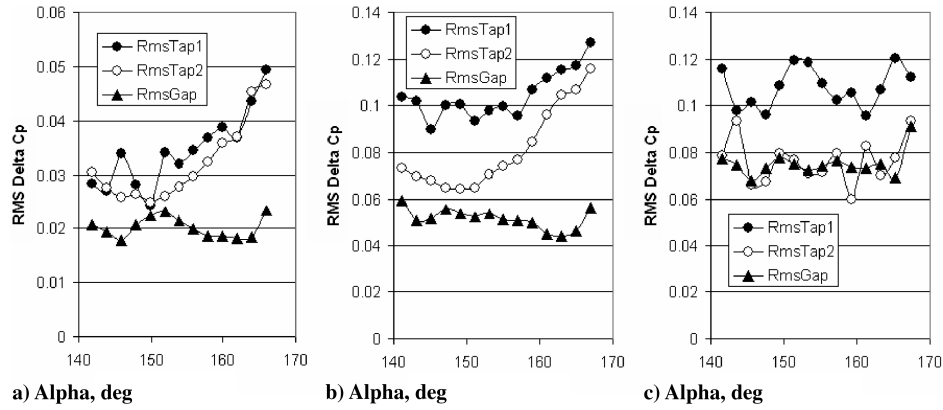 RMS Delta Cp
0.06
0.05
0.04
0.03
0.02
0.01
0
RmsTap1
RmsTap2
RmsGap
140 150 160 170
a) Alpha, deg
RMS Delta Cp
0.14
0.12
0.1
0.08
0.06
0.04
0.02
0
RmsTap1
RmsTap2
RmsGap
140 150 160 170
b) Alpha, deg
RMS Delta Cp
0.14
0.12
0.1
0.08
0.06
0.04
0.02
0
RmsTap1
RmsTap2
RmsGap
140 150 160 170
c) Alpha, deg